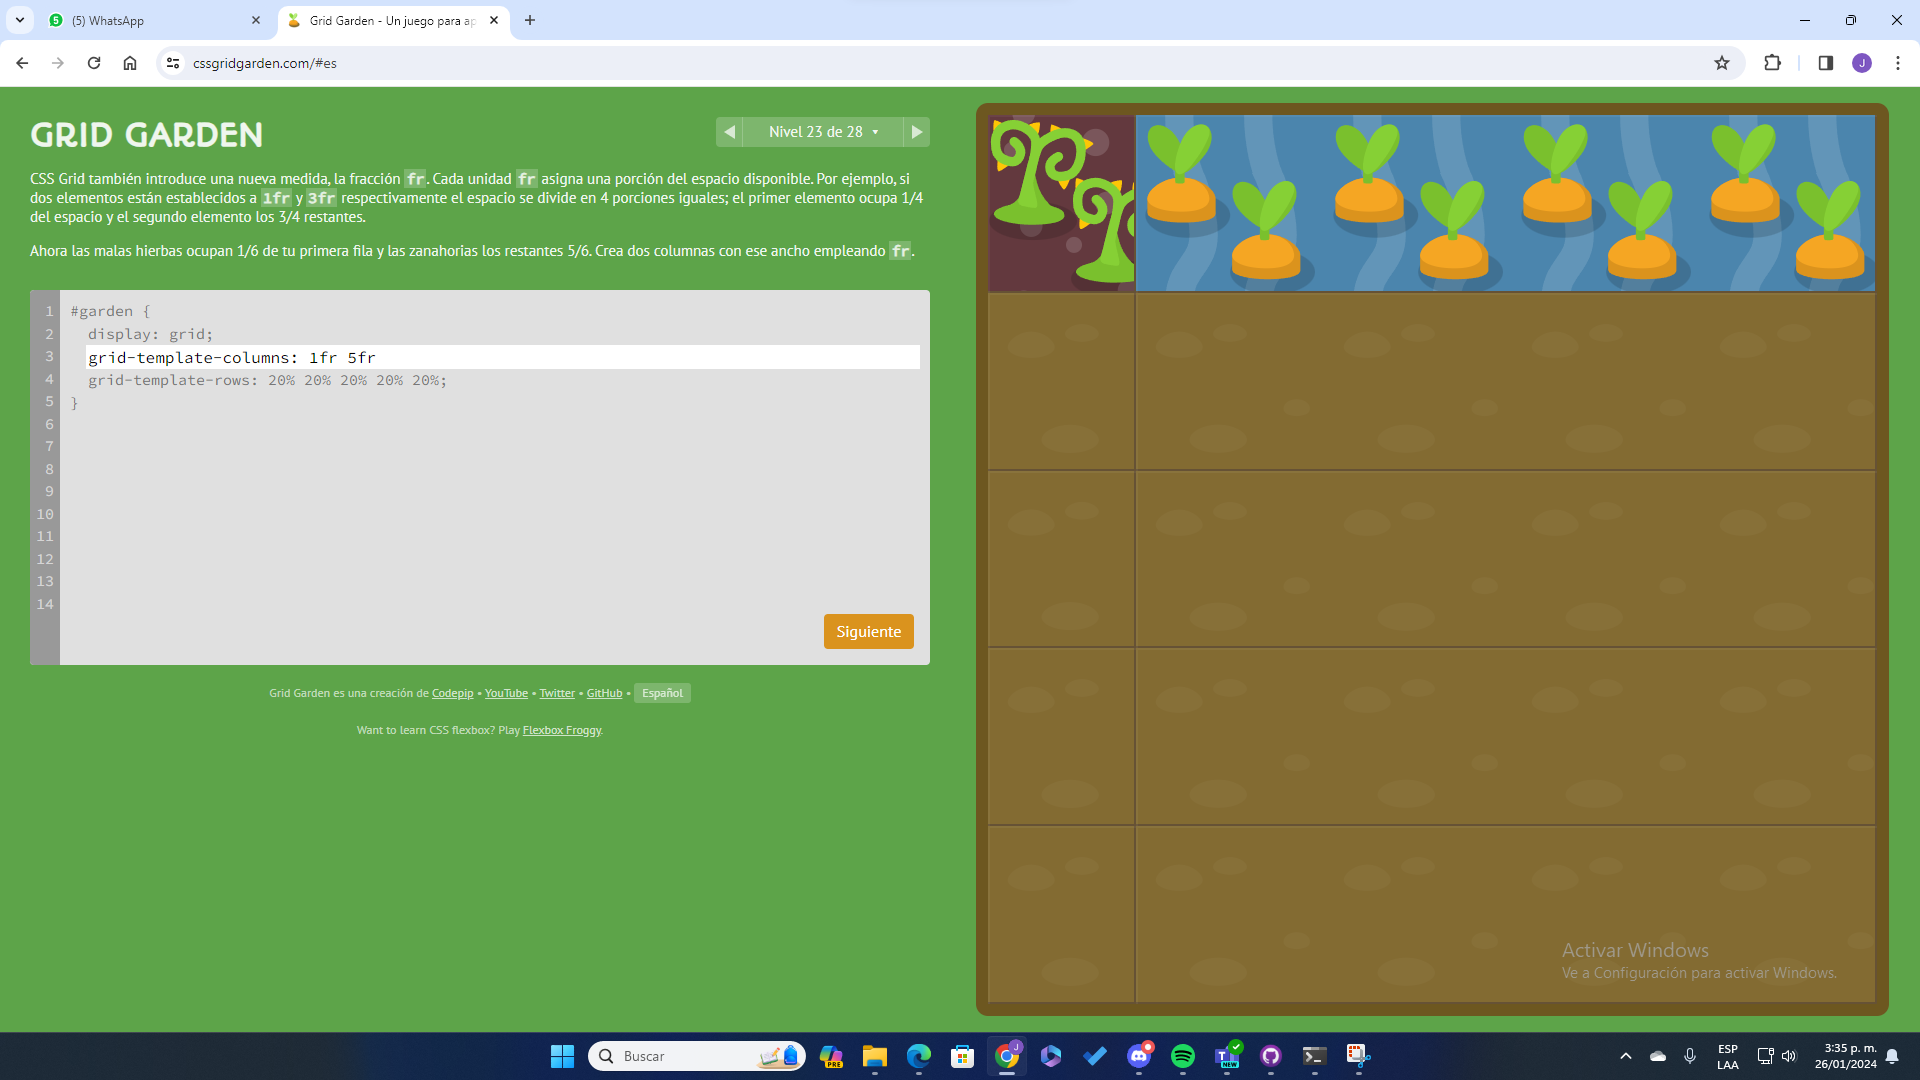 (5) WhatsApp
Grid Garden - Un juego para ap
cssgridgarden.com/#es
J
GRID GARDEN
Nivel 23 de 28
CSS Grid también introduce una nueva medida, la fracción fr. Cada unidad fr asigna una porción del espacio disponible. Por ejemplo, si
dos elementos están establecidos a 1fr y 3fr respectivamente el espacio se divide en 4 porciones iguales; el primer elemento ocupa 1/4
del espacio y el segundo elemento los 3/4 restantes.
Ahora las malas hierbas ocupan 1/6 de tu primera fila y las zanahorias los restantes 5/6. Crea dos columnas con ese ancho empleando fr.
1 #garden {
2 display: grid;
3 grid-template-columns: 1fr 5fr
4 grid-template-rows: 20% 20% 20% 20% 20%;
5 }
6
7
8
9
10
11
12
13
14
Siguiente
Grid Garden es una creación de Codepip • YouTube • Twitter • GitHub • Español
Want to learn CSS flexbox? Play Flexbox Froggy.
Activar Windows
Ve a Configuración para activar Windows.
Buscar
PRE
J
NEW
ESP
LAA
3:35 p. m.
26/01/2024